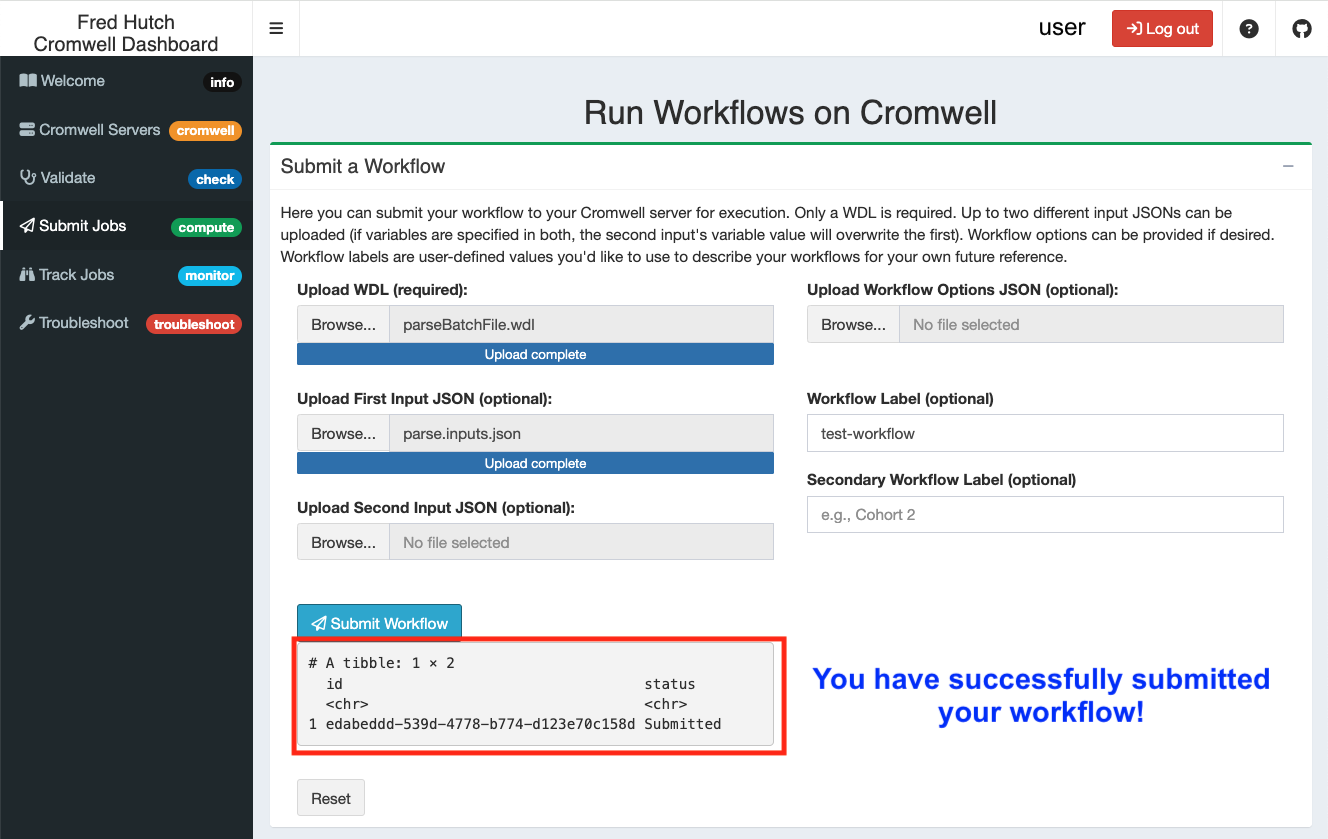 Fred Hutch
Cromwell Dashboard
user
Log out
Welcome
info
Cromwell Servers
cromwell
Validate
check
Submit Jobs
compute
Track Jobs
monitor
Troubleshoot
troubleshoot
Run Workflows on Cromwell
Submit a Workflow
Here you can submit your workflow to your Cromwell server for execution. Only a WDL is required. Up to two different input JSONs can be
uploaded (if variables are specified in both, the second input's variable value will overwrite the first). Workflow options can be provided if desired.
Workflow labels are user-defined values you'd like to use to describe your workflows for your own future reference.
Upload WDL (required):
Browse... parseBatchFile.wdl
Upload complete
Upload First Input JSON (optional):
Browse... parse.inputs.json
Upload complete
Upload Second Input JSON (optional):
Browse... No file selected
Upload Workflow Options JSON (optional):
Browse... No file selected
Workflow Label (optional)
test-workflow
Secondary Workflow Label (optional)
e.g., Cohort 2
Submit Workflow
# A tibble: 1 × 2
id status
<chr> <chr>
1 edabeddd-539d-4778-b774-d123e70c158d Submitted
You have successfully submitted
your workflow!
Reset